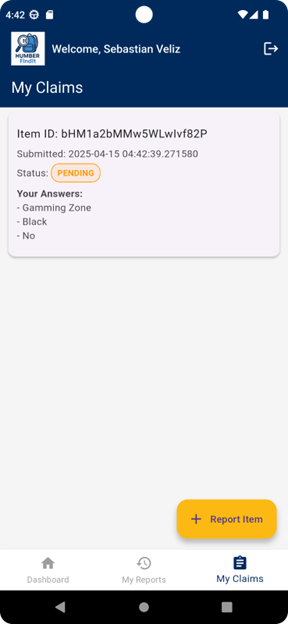 4:42
HUMBER
Findit
Welcome, Sebastian Veliz
My Claims
Item ID: bHM1a2bMMw5WLwIvf82P
Submitted: 2025-04-15 04:42:39.271580
Status: PENDING
Your Answers:
- Gamming Zone
- Black
- No
+ Report Item
Dashboard
My Reports
My Claims